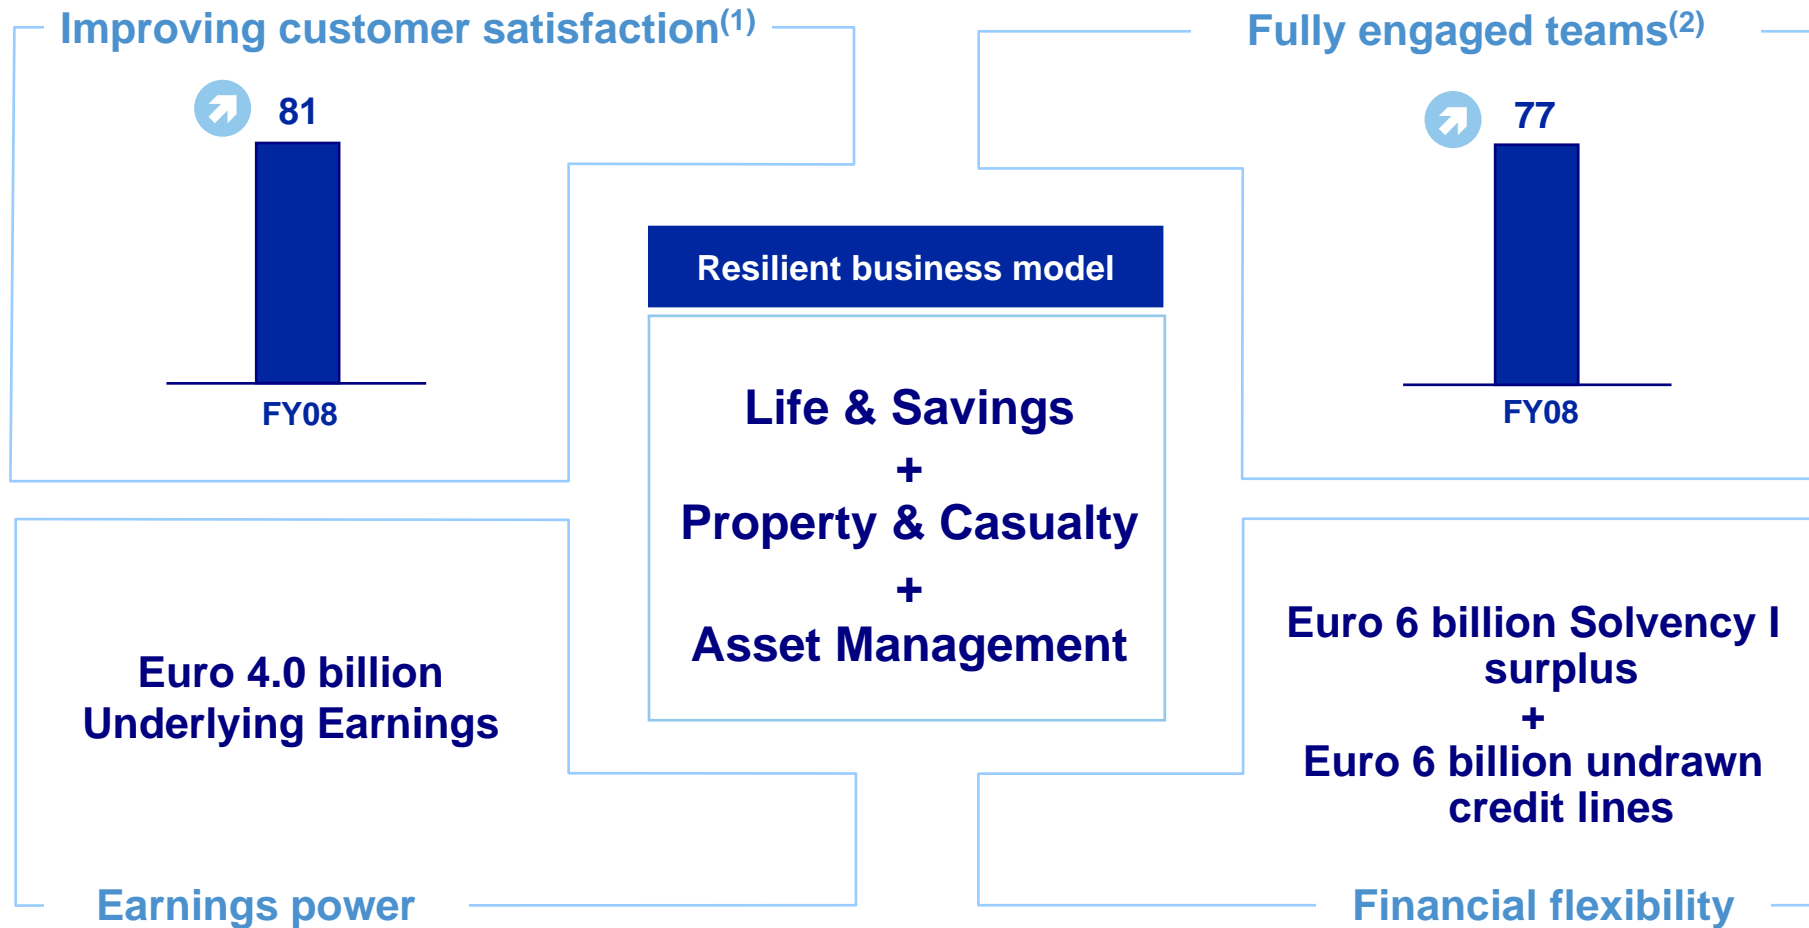 Improving customer satisfaction(1)
81
FY08
Fully engaged teams(2)
77
FY08
Resilient business model
Life & Savings
+
Property & Casualty
+
Asset Management
Euro 4.0 billion
Underlying Earnings
Earnings power
Euro 6 billion Solvency I
surplus
+
Euro 6 billion undrawn
credit lines
Financial flexibility